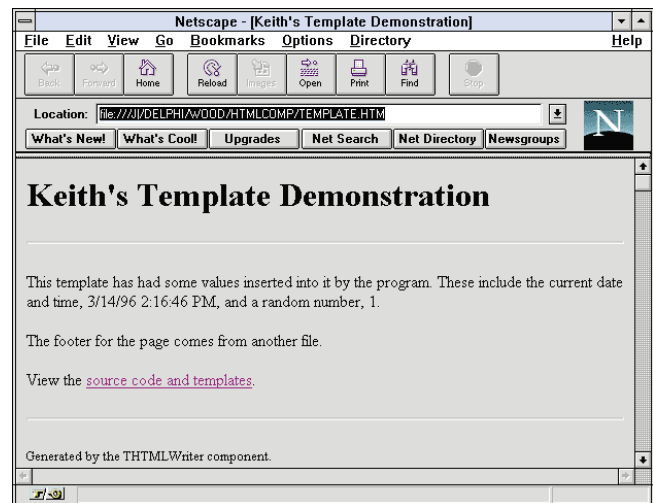 Netscape - [Keith's Template Demonstration]
File Edit View Go Bookmarks Options Directory Help
Back Forward Home Reload Images Open Print Find Stop
Location: file:///J|/DELPHI/WOOD/HTMLCOMP/TEMPLATE.HTM
What's New! What's Cool! Upgrades Net Search Net Directory Newsgroups
N
Keith's Template Demonstration
This template has had some values inserted into it by the program. These include the current date
and time, 3/14/96 2:16:46 PM, and a random number, 1.
The footer for the page comes from another file.
View the source code and templates.
Generated by the THTMLWriter component.